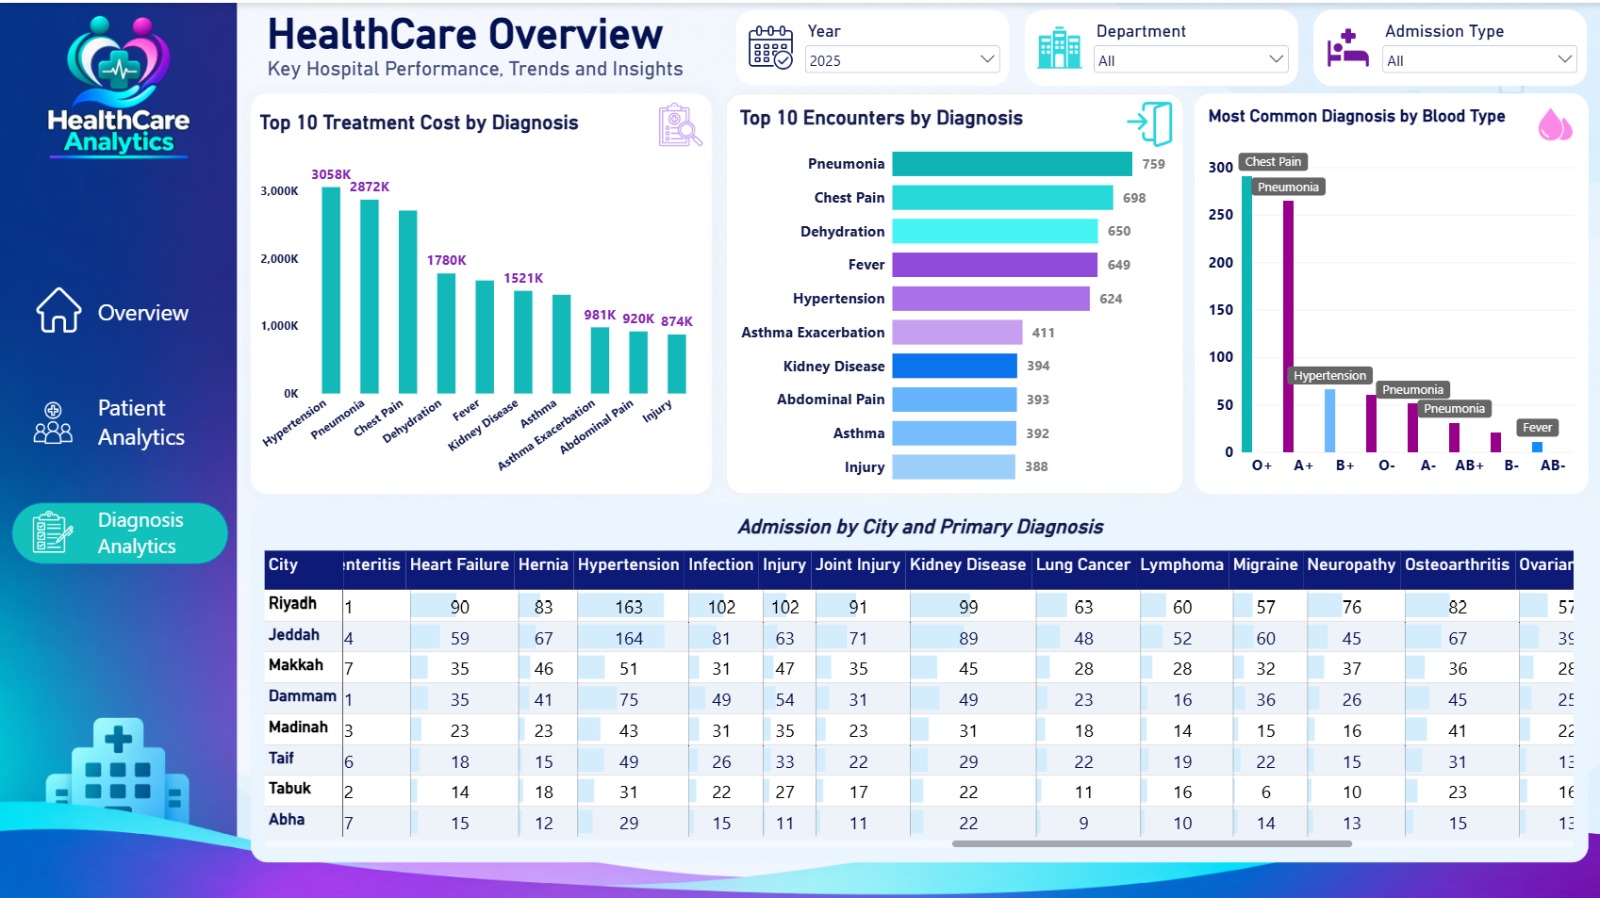 HealthCare Overview
Key Hospital Performance, Trends and Insights
Year
2025
Department
All
Admission Type
All
HealthCare
Analytics
Overview
Patient
Analytics
Diagnosis
Analytics
Top 10 Treatment Cost by Diagnosis
3,000K
2,000K
1,000K
0K
3058K
2872K
1780K
1521K
981K
920K
874K
Hypertension
Pneumonia
Chest Pain
Dehydration
Fever
Kidney Disease
Asthma
Asthma Exacerbation
Abdominal Pain
Injury
Top 10 Encounters by Diagnosis
Pneumonia 759
Chest Pain 698
Dehydration 650
Fever 649
Hypertension 624
Asthma Exacerbation 411
Kidney Disease 394
Abdominal Pain 393
Asthma 392
Injury 388
Most Common Diagnosis by Blood Type
300
250
200
150
100
50
0
Chest Pain
Pneumonia
Hypertension
Pneumonia
Pneumonia
Fever
O+ A+ B+ O- A- AB+ B- AB-
Admission by City and Primary Diagnosis
City enteritis Heart Failure Hernia Hypertension Infection Injury Joint Injury Kidney Disease Lung Cancer Lymphoma Migraine Neuropathy Osteoarthritis Ovarian
Riyadh 1 90 83 163 102 102 91 99 63 60 57 76 82 57
Jeddah 4 59 67 164 81 63 71 89 48 52 60 45 67 39
Makkah 7 35 46 51 31 47 35 45 28 28 32 37 36 28
Dammam 1 35 41 75 49 54 31 49 23 16 36 26 45 25
Madinah 3 23 23 43 31 35 23 31 18 14 15 16 41 22
Taif 6 18 15 49 26 33 22 29 22 19 22 15 31 13
Tabuk 2 14 18 31 22 27 17 22 11 16 6 10 23 16
Abha 7 15 12 29 15 11 11 22 9 10 14 13 15 13